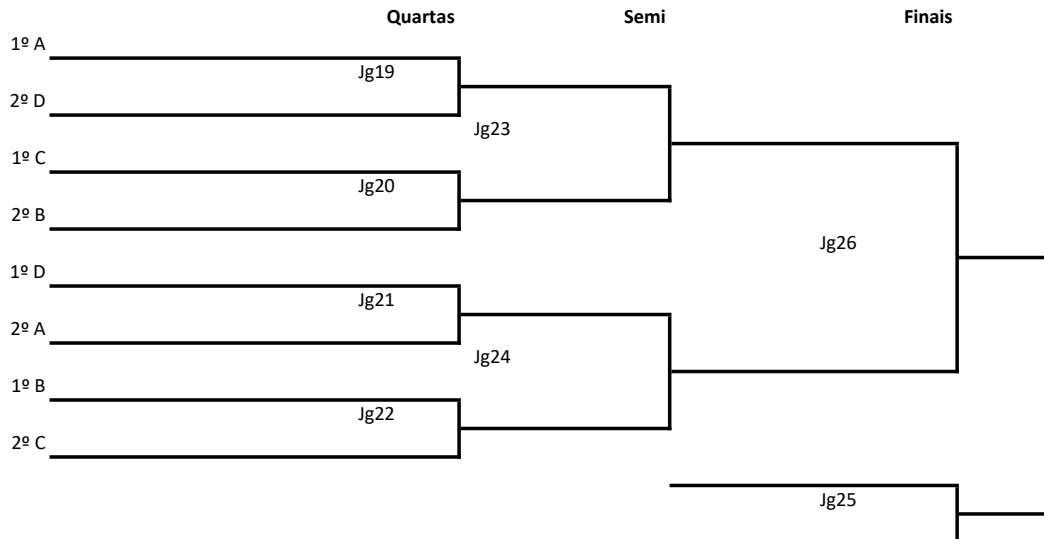 Quartas Semi Finais
1º A
Jg19
2º D
Jg23
1º C
Jg20
2º B
Jg26
1º D
Jg21
2º A
Jg24
1º B
Jg22
2º C
Jg25